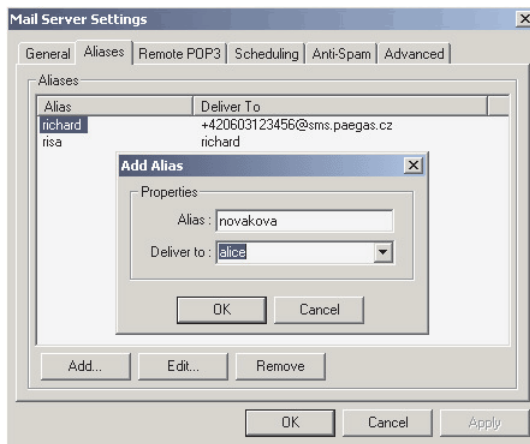 Mail Server Settings
General Aliases Remote POP3 Scheduling Anti-Spam Advanced
Aliases
Alias Deliver To
richard +420603123456@sms.paegas.cz
risa richard
Add Alias
Properties
Alias : novakova
Deliver to : alice
OK Cancel
Add... Edit... Remove
OK Cancel Apply